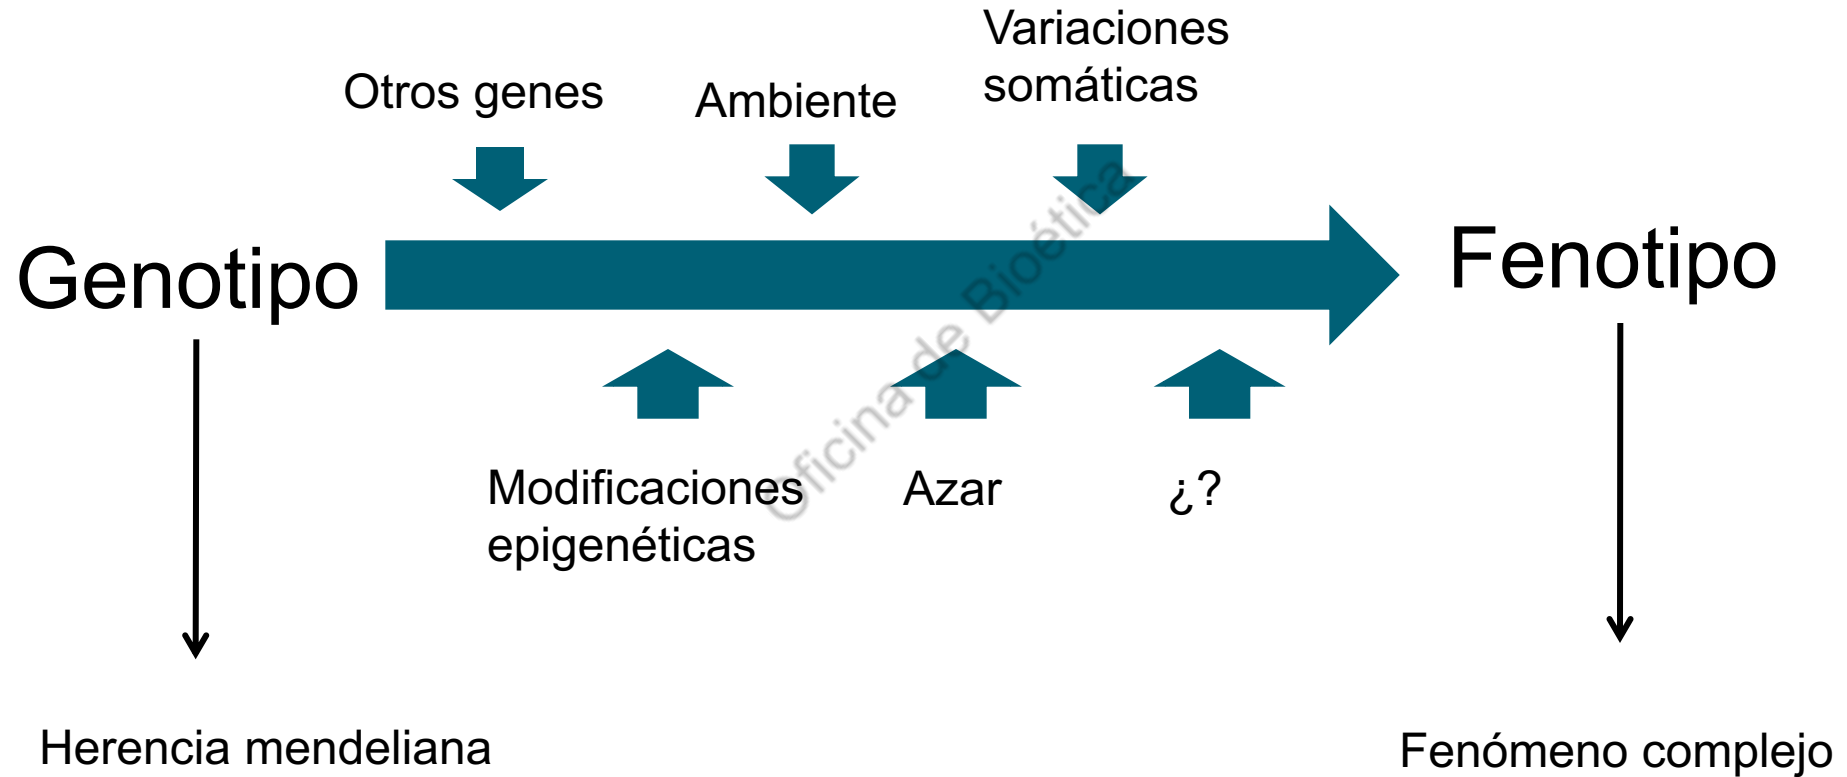 Variaciones
somáticas
Otros genes
Ambiente
Genotipo
Fenotipo
Oficina de Bioética
Modificaciones
epigenéticas
Azar
¿?
Herencia mendeliana
Fenómeno complejo